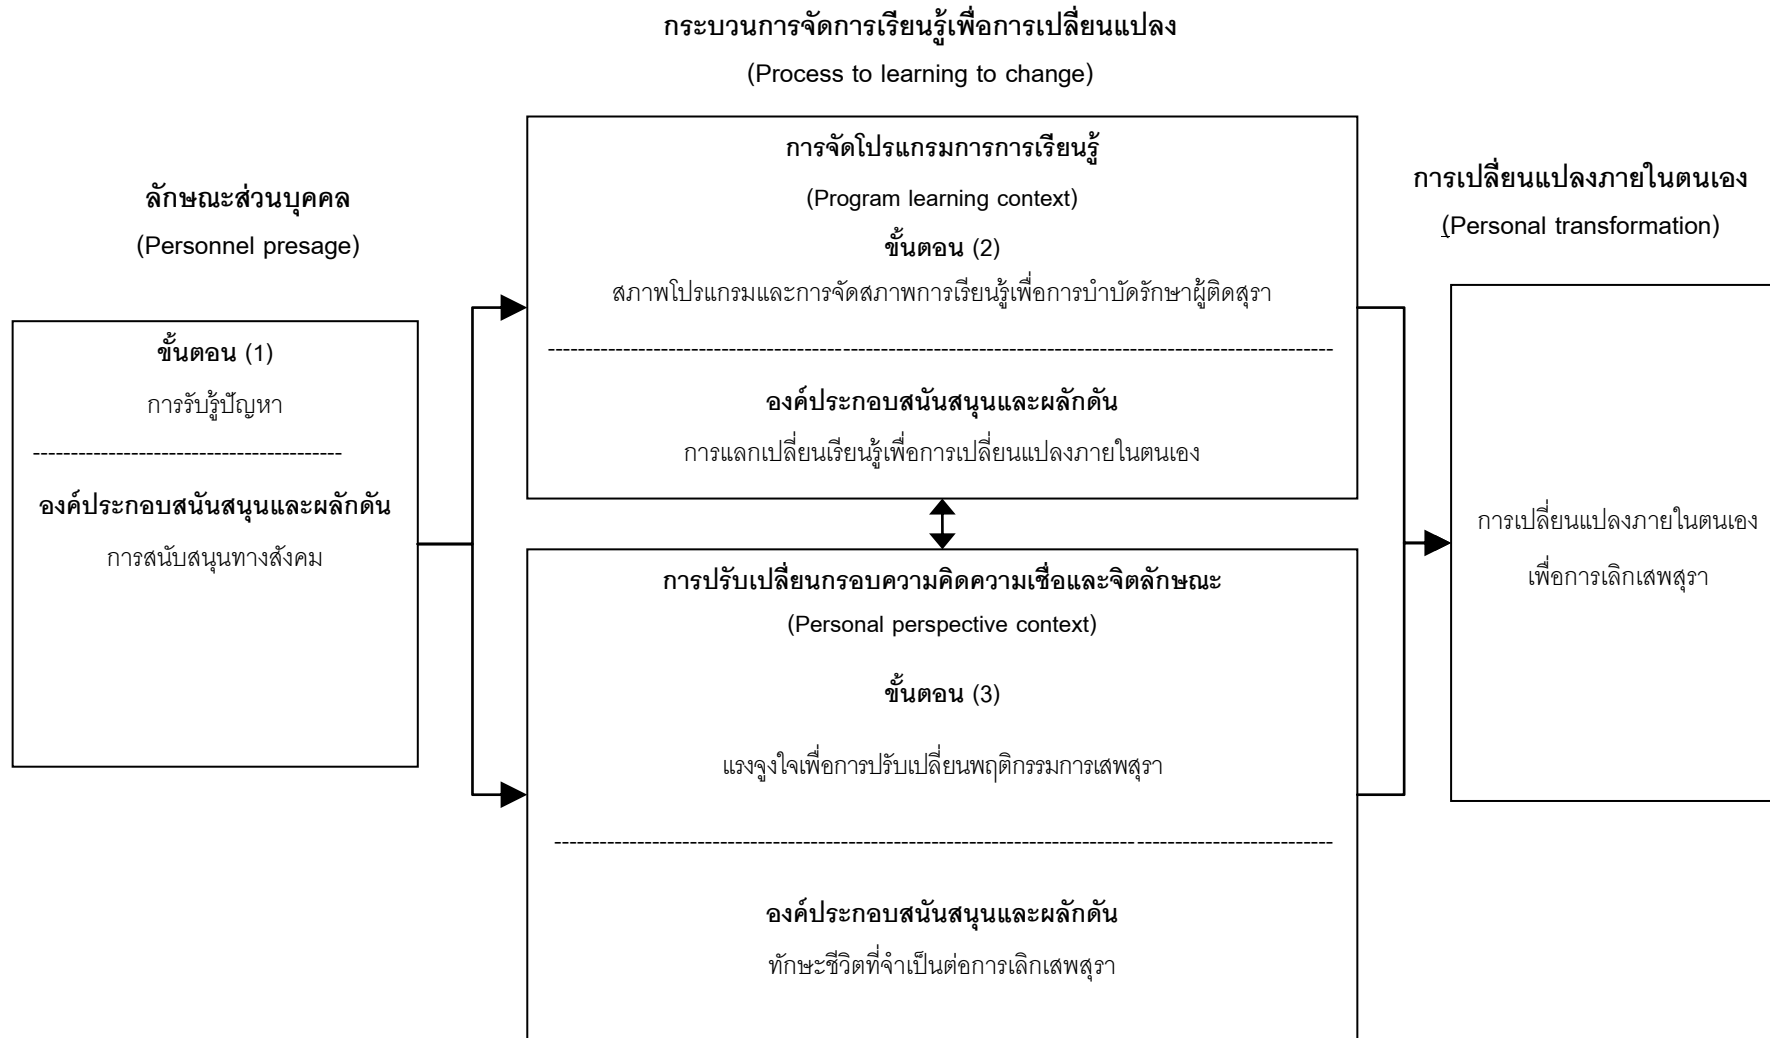 กระบวนการจัดการเรียนรู้เพื่อการเปลี่ยนแปลง
(Process to learning to change)
ลักษณะส่วนบุคคล
(Personnel presage)
ขั้นตอน (1)
การรับรู้ปัญหา
-----------------------------------------
องค์ประกอบสนันสนุนและผลักดัน
การสนับสนุนทางสังคม
การจัดโปรแกรมการการเรียนรู้
(Program learning context)
ขั้นตอน (2)
สภาพโปรแกรมและการจัดสภาพการเรียนรู้เพื่อการบำบัดรักษาผู้ติดสุรา
--------------------------------------------------------------------------------------------------------
องค์ประกอบสนันสนุนและผลักดัน
การแลกเปลี่ยนเรียนรู้เพื่อการเปลี่ยนแปลงภายในตนเอง
การปรับเปลี่ยนกรอบความคิดความเชื่อและจิตลักษณะ
(Personal perspective context)
ขั้นตอน (3)
แรงจูงใจเพื่อการปรับเปลี่ยนพฤติกรรมการเสพสุรา
-------------------------------------------------------------------------------------------------------
องค์ประกอบสนันสนุนและผลักดัน
ทักษะชีวิตที่จำเป็นต่อการเลิกเสพสุรา
การเปลี่ยนแปลงภายในตนเอง
(Personal transformation)
การเปลี่ยนแปลงภายในตนเอง
เพื่อการเลิกเสพสุรา